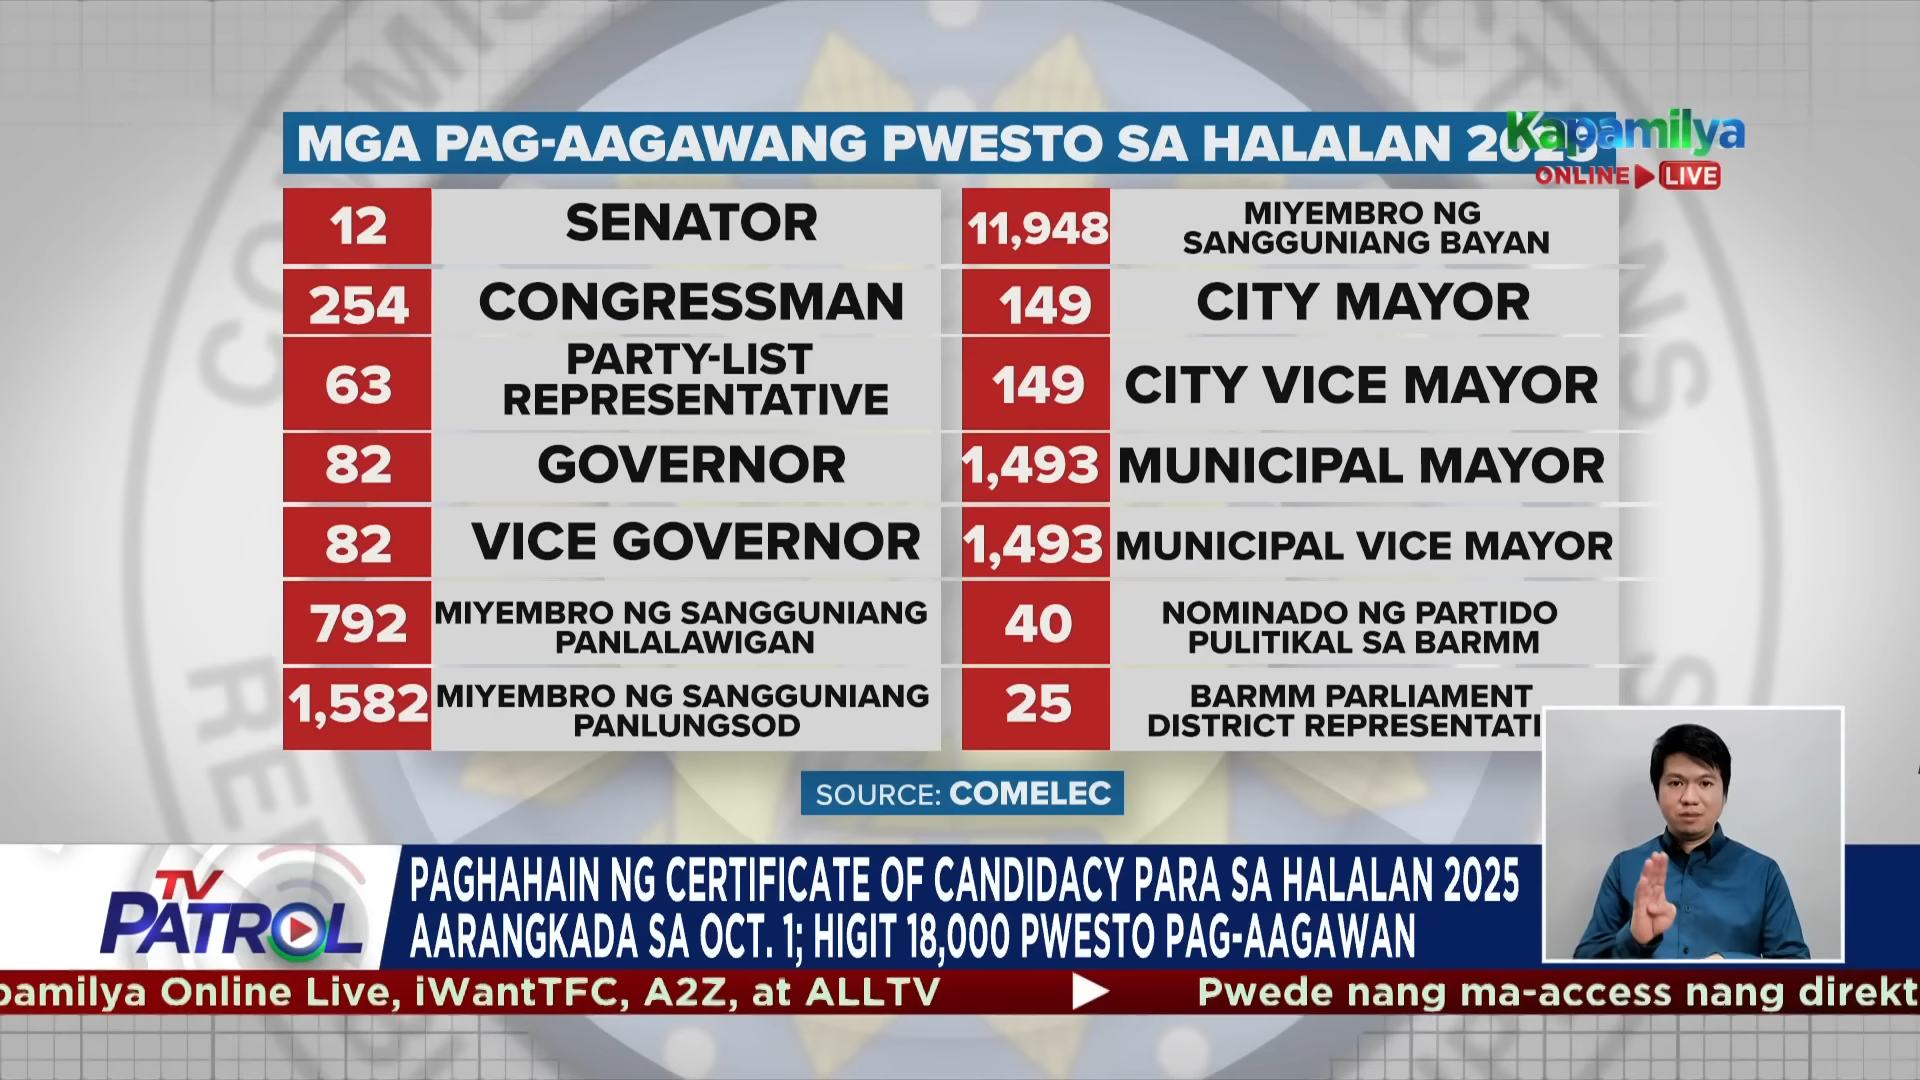 MGA PAG-AAGAWANG PWESTO SA HALALAN 2025
Kapamilya
ONLINE LIVE
12 SENATOR
254 CONGRESSMAN
63 PARTY-LIST
REPRESENTATIVE
82 GOVERNOR
82 VICE GOVERNOR
792 MIYEMBRO NG SANGGUNIANG
PANLALAWIGAN
1,582 MIYEMBRO NG SANGGUNIANG
PANLUNGSOD
11,948 MIYEMBRO NG
SANGGUNIANG BAYAN
149 CITY MAYOR
149 CITY VICE MAYOR
1,493 MUNICIPAL MAYOR
1,493 MUNICIPAL VICE MAYOR
40 NOMINADO NG PARTIDO
PULITIKAL SA BARMM
25 BARMM PARLIAMENT
DISTRICT REPRESENTATI
SOURCE: COMELEC
TV
PATROL
PAGHAHAIN NG CERTIFICATE OF CANDIDACY PARA SA HALALAN 2025
AARANGKADA SA OCT. 1; HIGIT 18,000 PWESTO PAG-AAGAWAN
pamilya Online Live, iWantTFC, A2Z, at ALLTV Pwede nang ma-access nang direkt